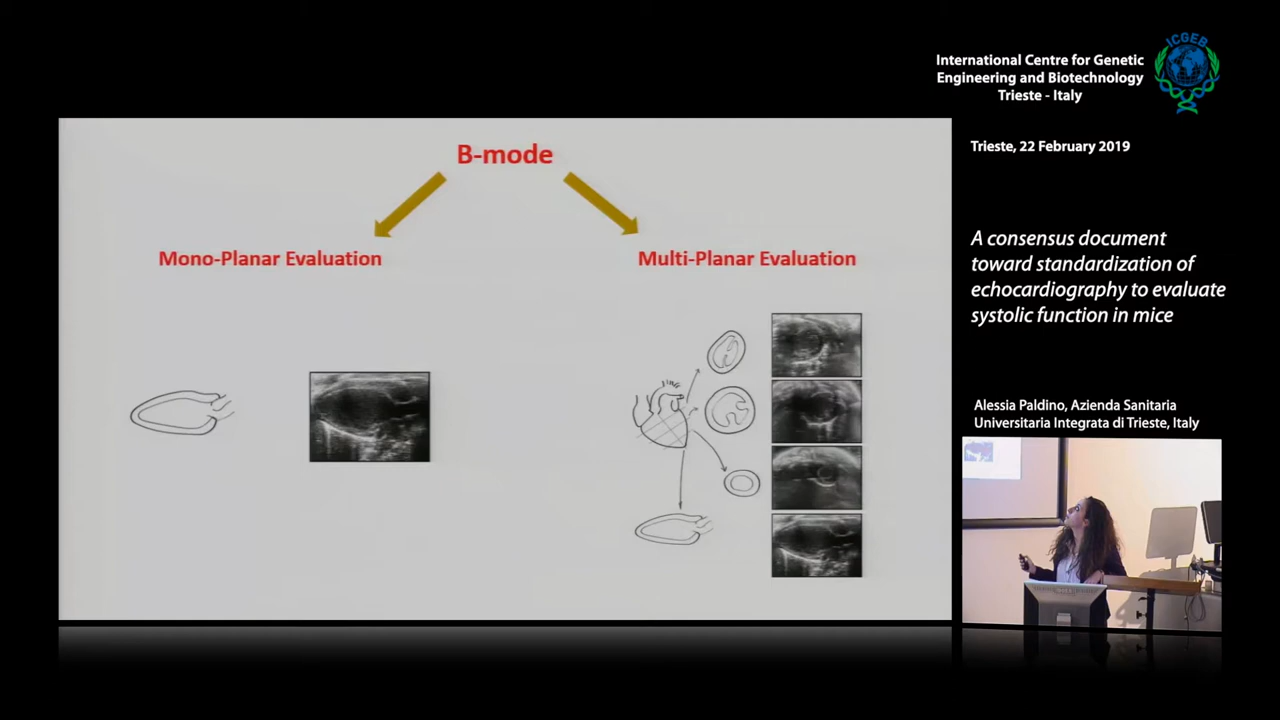 B-mode
Mono-Planar Evaluation
Multi-Planar Evaluation
ICGEB
International Centre for Genetic
Engineering and Biotechnology
Trieste - Italy
Trieste, 22 February 2019
A consensus document
toward standardization of
echocardiography to evaluate
systolic function in mice
Alessia Paldino, Azienda Sanitaria
Universitaria Integrata di Trieste, Italy